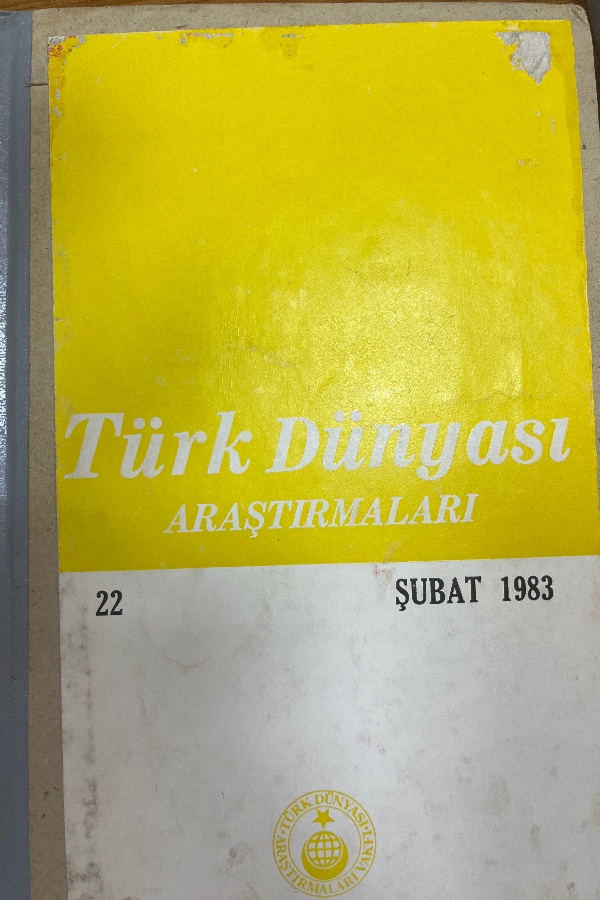 Türk Dünyası
ARAŞTIRMALARI
22
ŞUBAT 1983
TÜRK DÜNYASI
ARAŞTIRMALARI VAKFI